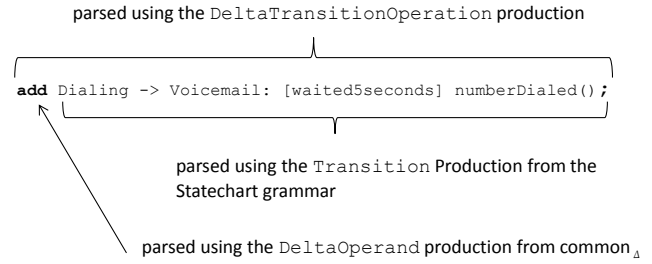 parsed using the DeltaTransitionOperation production
add Dialing -> Voicemail: [waited5seconds] numberDialed();
parsed using the Transition Production from the
Statechart grammar
parsed using the DeltaOperand production from common Δ